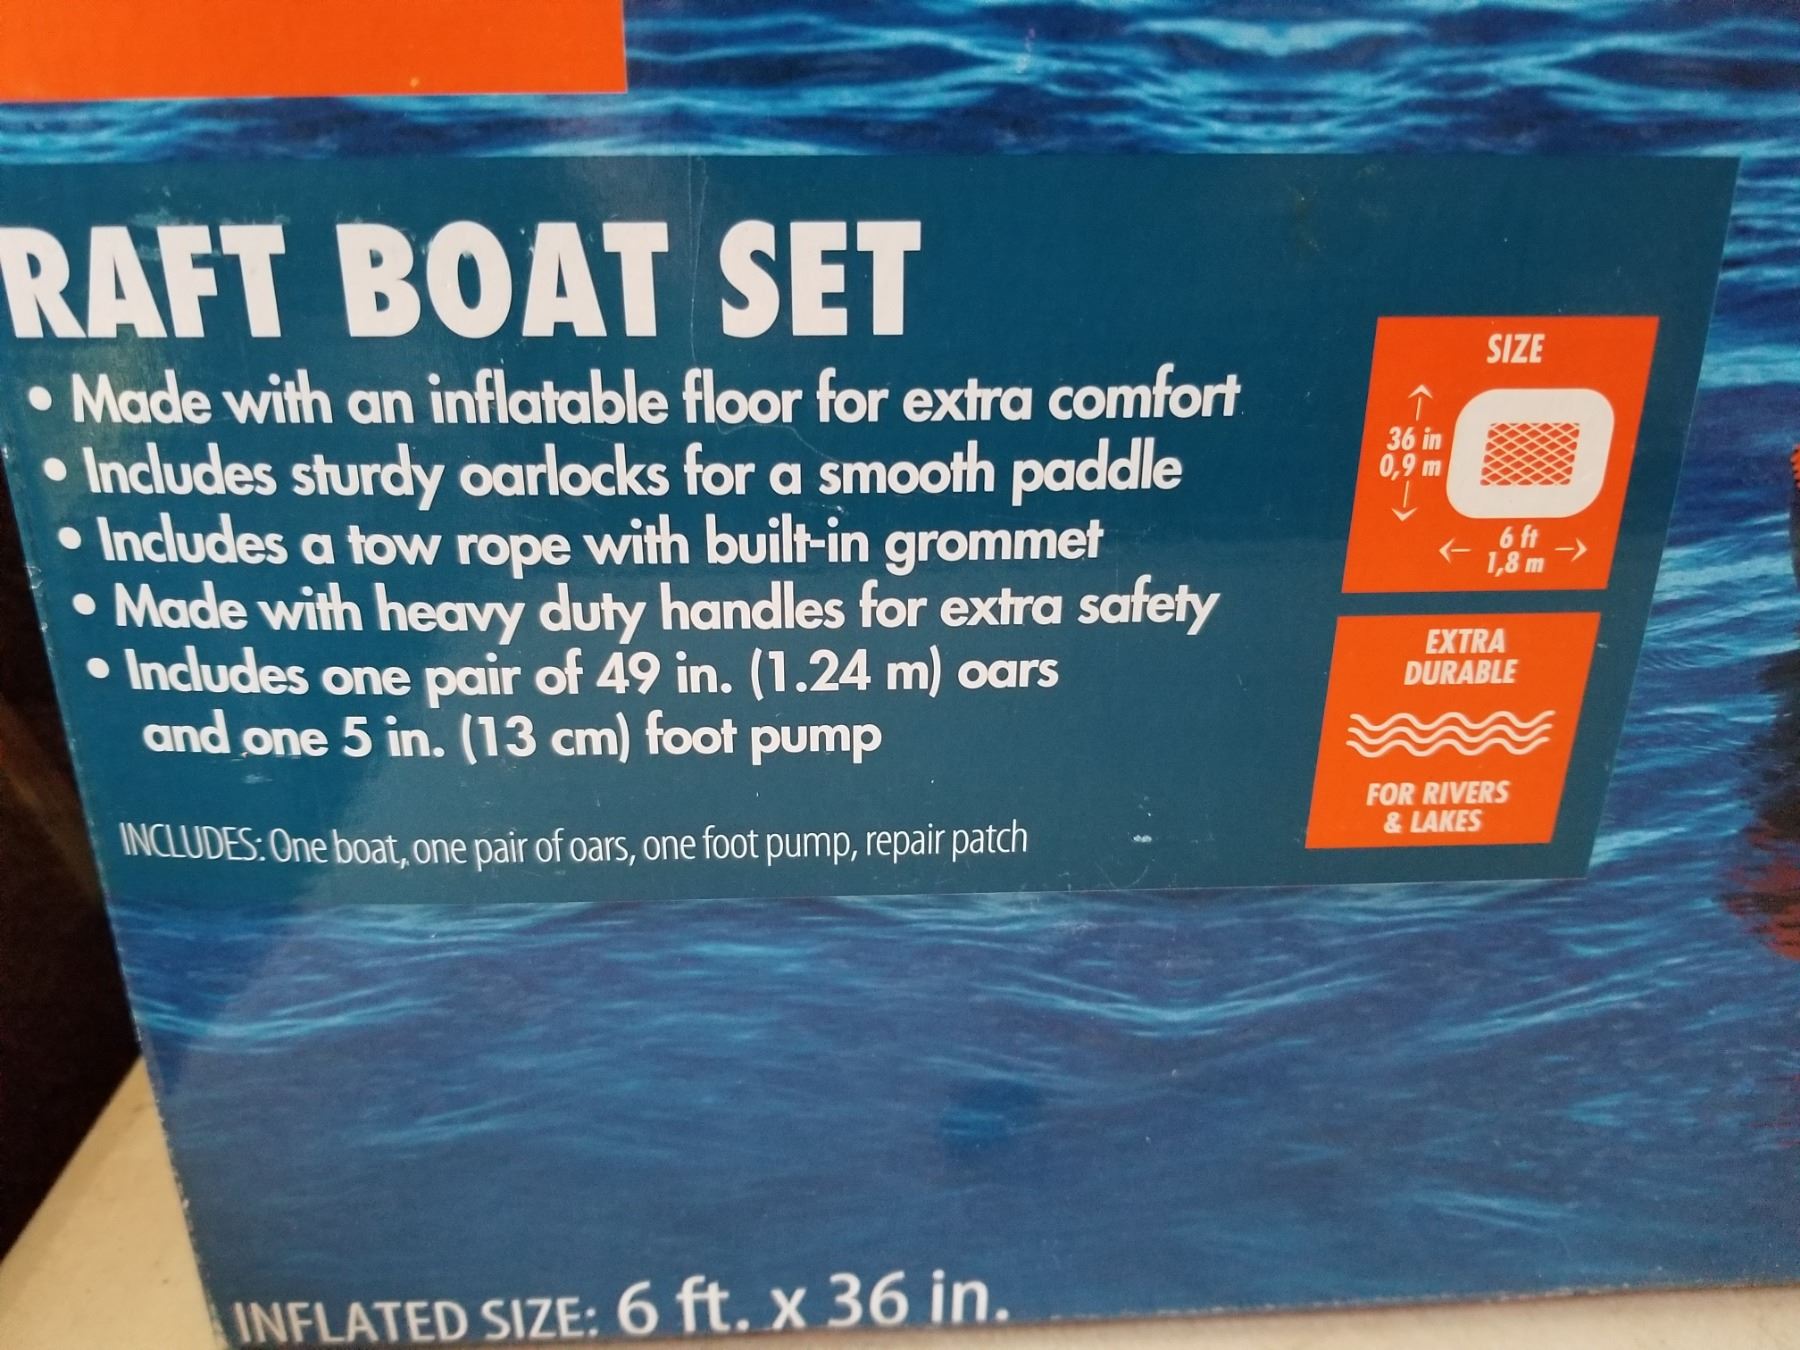 RAFT BOAT SET
• Made with an inflatable floor for extra comfort
• Includes sturdy oarlocks for a smooth paddle
• Includes a tow rope with built-in grommet
• Made with heavy duty handles for extra safety
• Includes one pair of 49 in. (1.24 m) oars
and one 5 in. (13 cm) foot pump
INCLUDES: One boat, one pair of oars, one foot pump, repair patch
SIZE
36 in
0,9 m
6 ft
1,8 m
EXTRA
DURABLE
FOR RIVERS
& LAKES
INFLATED SIZE: 6 ft. x 36 in.